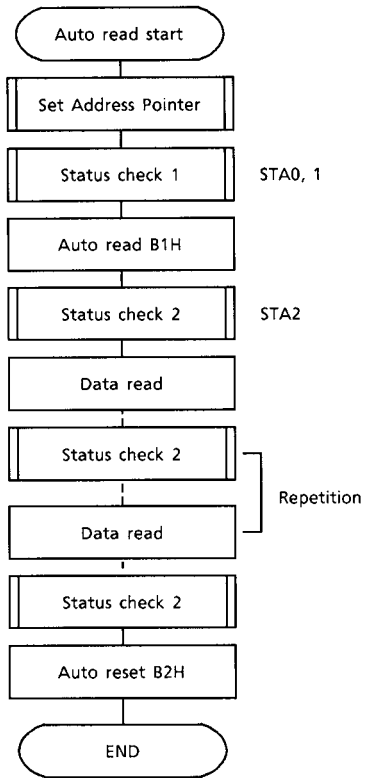 Auto read start
Set Address Pointer
Status check 1
STA0, 1
Auto read B1H
Status check 2
STA2
Data read
Status check 2
Repetition
Data read
Status check 2
Auto reset B2H
END